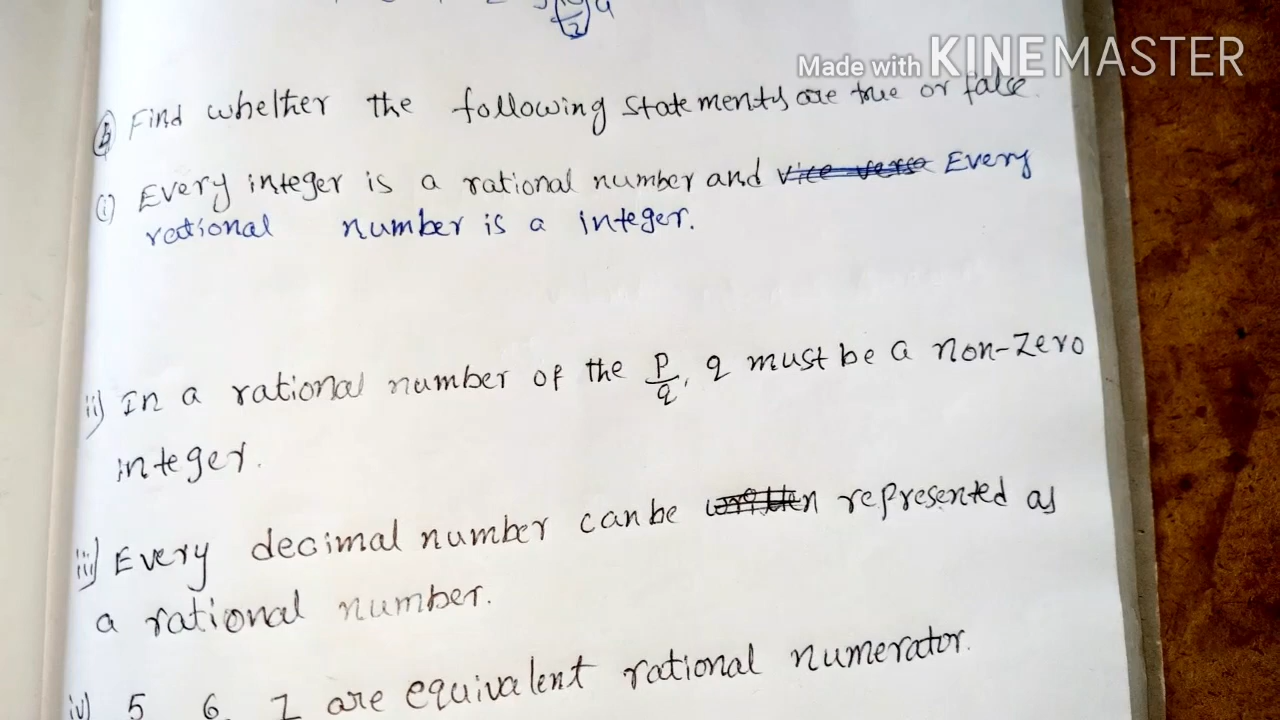 Made with KINEMASTER
5) Find whether the following statements are true or false.
(i) Every integer is a rational number and vice versa Every
rational number is a integer.
ii) In a rational number of the p/q, q must be a non-zero
integer.
iii) Every decimal number can be written represented as
a rational number.
iv) 5 6 7 are equivalent rational numerator.